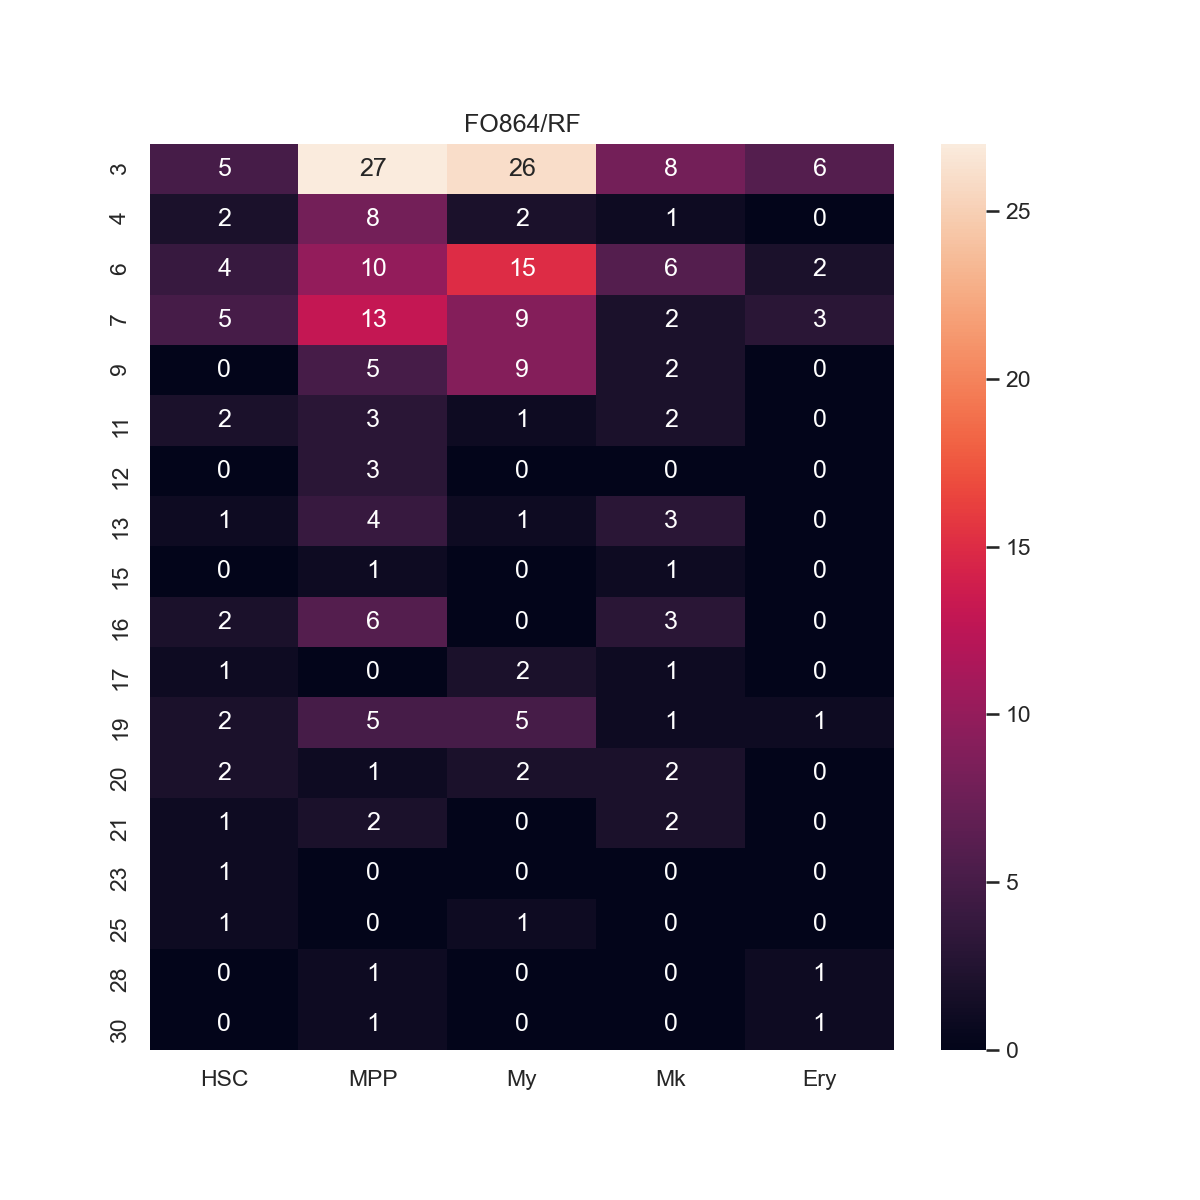 FO864/RF
3 5 27 26 8 6
4 2 8 2 1 0
6 4 10 15 6 2
7 5 13 9 2 3
9 0 5 9 2 0
11 2 3 1 2 0
12 0 3 0 0 0
13 1 4 1 3 0
15 0 1 0 1 0
16 2 6 0 3 0
17 1 0 2 1 0
19 2 5 5 1 1
20 2 1 2 2 0
21 1 2 0 2 0
23 1 0 0 0 0
25 1 0 1 0 0
28 0 1 0 0 1
30 0 1 0 0 1
HSC MPP My Mk Ery
25
20
15
10
5
0